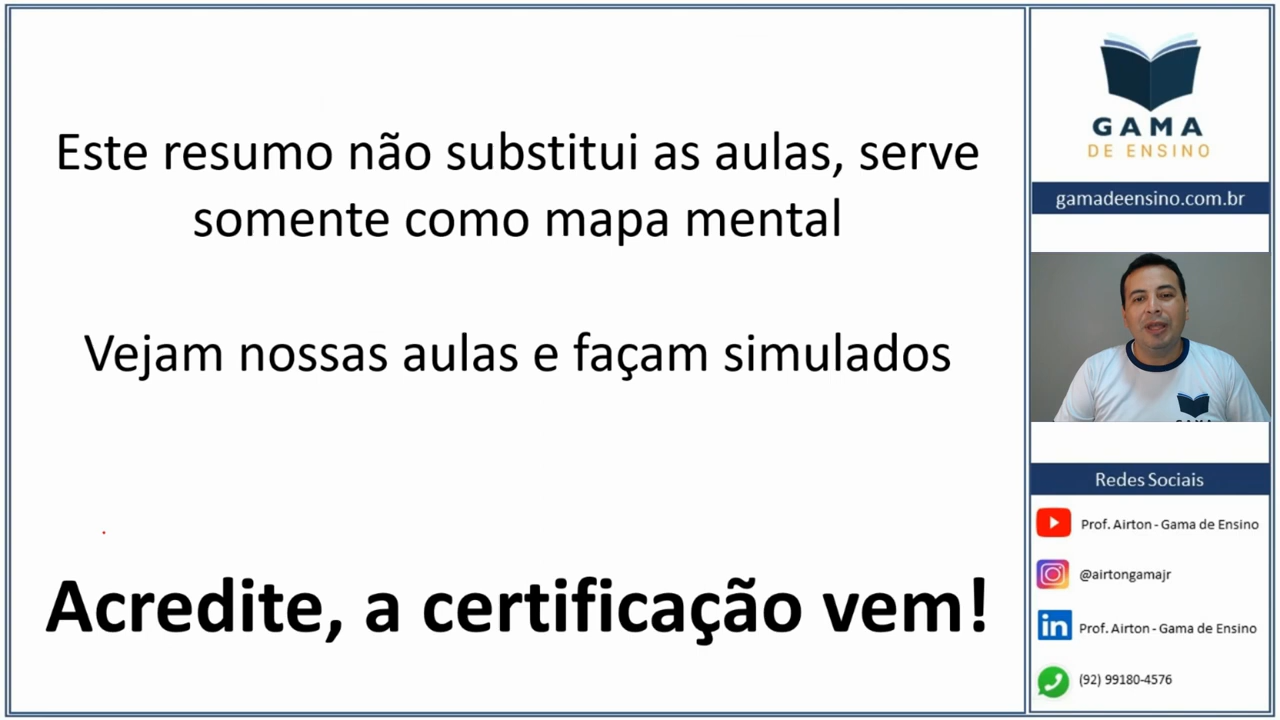 Este resumo não substitui as aulas, serve
somente como mapa mental
Vejam nossas aulas e façam simulados
Acredite, a certificação vem!
GAMA
DE ENSINO
gamadeensino.com.br
Redes Sociais
Prof. Airton - Gama de Ensino
@airtongamajr
in
Prof. Airton - Gama de Ensino
(92) 99180-4576